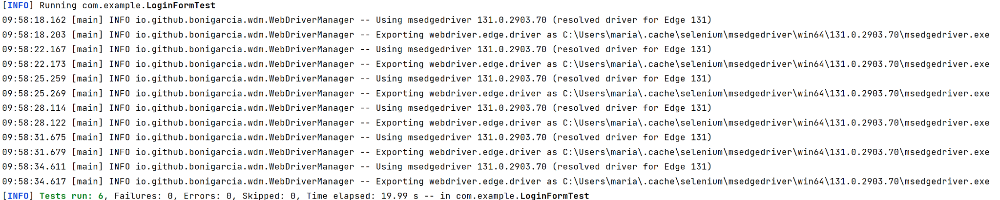 [INFO] Running com.example.LoginFormTest
09:58:18.162 [main] INFO io.github.bonigarcia.wdm.WebDriverManager -- Using msedgedriver 131.0.2903.70 (resolved driver for Edge 131)
09:58:18.203 [main] INFO io.github.bonigarcia.wdm.WebDriverManager -- Exporting webdriver.edge.driver as C:\Users\maria\.cache\selenium\msedgedriver\win64\131.0.2903.70\msedgedriver.exe
09:58:22.167 [main] INFO io.github.bonigarcia.wdm.WebDriverManager -- Using msedgedriver 131.0.2903.70 (resolved driver for Edge 131)
09:58:22.173 [main] INFO io.github.bonigarcia.wdm.WebDriverManager -- Exporting webdriver.edge.driver as C:\Users\maria\.cache\selenium\msedgedriver\win64\131.0.2903.70\msedgedriver.exe
09:58:25.259 [main] INFO io.github.bonigarcia.wdm.WebDriverManager -- Using msedgedriver 131.0.2903.70 (resolved driver for Edge 131)
09:58:25.269 [main] INFO io.github.bonigarcia.wdm.WebDriverManager -- Exporting webdriver.edge.driver as C:\Users\maria\.cache\selenium\msedgedriver\win64\131.0.2903.70\msedgedriver.exe
09:58:28.114 [main] INFO io.github.bonigarcia.wdm.WebDriverManager -- Using msedgedriver 131.0.2903.70 (resolved driver for Edge 131)
09:58:28.122 [main] INFO io.github.bonigarcia.wdm.WebDriverManager -- Exporting webdriver.edge.driver as C:\Users\maria\.cache\selenium\msedgedriver\win64\131.0.2903.70\msedgedriver.exe
09:58:31.675 [main] INFO io.github.bonigarcia.wdm.WebDriverManager -- Using msedgedriver 131.0.2903.70 (resolved driver for Edge 131)
09:58:31.679 [main] INFO io.github.bonigarcia.wdm.WebDriverManager -- Exporting webdriver.edge.driver as C:\Users\maria\.cache\selenium\msedgedriver\win64\131.0.2903.70\msedgedriver.exe
09:58:34.611 [main] INFO io.github.bonigarcia.wdm.WebDriverManager -- Using msedgedriver 131.0.2903.70 (resolved driver for Edge 131)
09:58:34.617 [main] INFO io.github.bonigarcia.wdm.WebDriverManager -- Exporting webdriver.edge.driver as C:\Users\maria\.cache\selenium\msedgedriver\win64\131.0.2903.70\msedgedriver.exe
[INFO] Tests run: 6, Failures: 0, Errors: 0, Skipped: 0, Time elapsed: 19.99 s -- in com.example.LoginFormTest